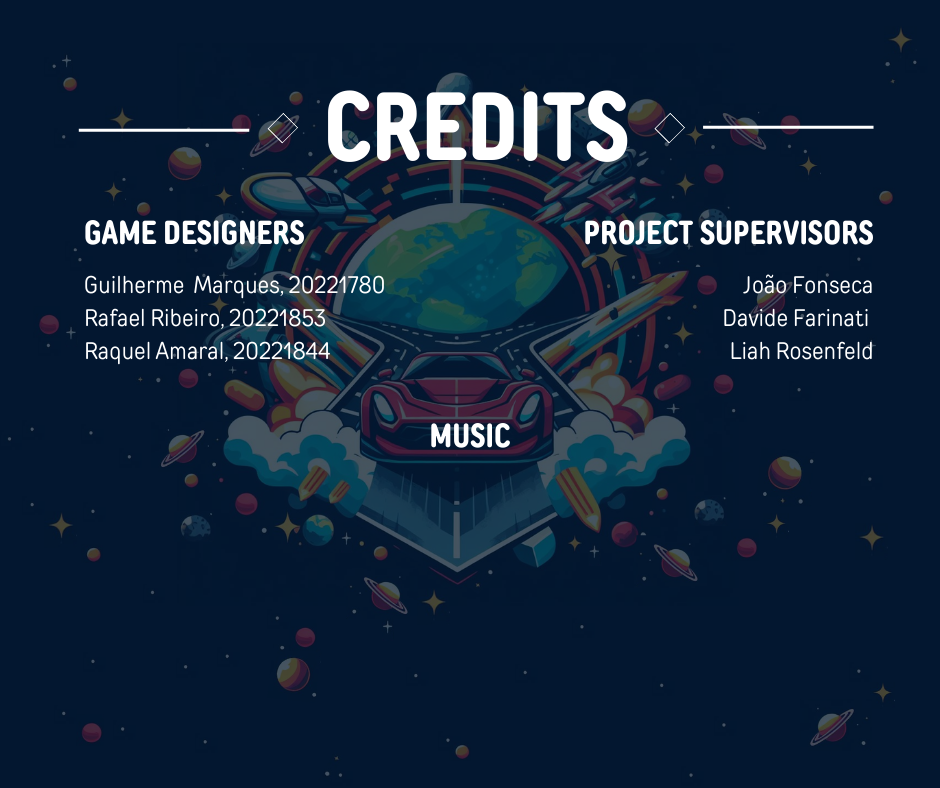 CREDITS
GAME DESIGNERS
Guilherme Marques, 20221780
Rafael Ribeiro, 20221853
Raquel Amaral, 20221844
PROJECT SUPERVISORS
João Fonseca
Davide Farinati
Liah Rosenfeld
MUSIC